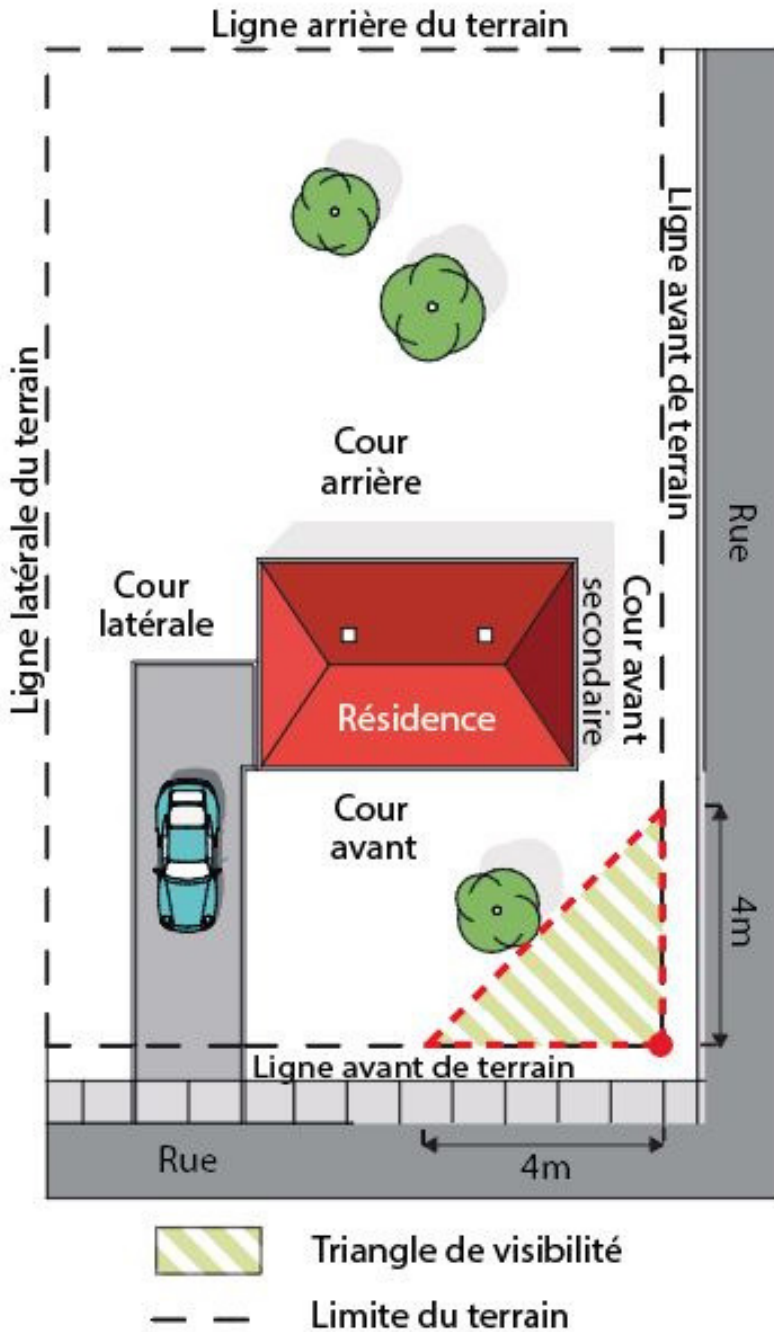 Ligne arrière du terrain
Ligne latérale du terrain
Ligne avant de terrain
Rue
Cour
arrière
Cour
latérale
Cour avant
secondaire
Résidence
Cour
avant
4m
Ligne avant de terrain
Rue
4m
Triangle de visibilité
Limite du terrain